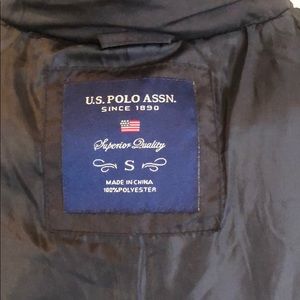 U.S. POLO ASSN.
SINCE 1890
Superior Quality
S
MADE IN CHINA
100% POLYESTER